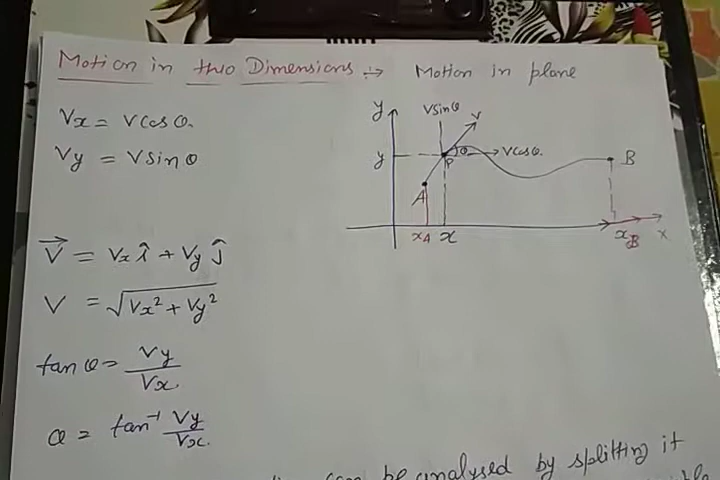 Motion in two Dimensions :→ Motion in plane
Vx = V cos θ.
Vy = V sin θ
V⃗ = Vx î + Vy ĵ
V = √(Vx² + Vy²)
tan θ = Vy/Vx
θ = tan⁻¹ Vy/Vx
y
V sin θ
V
y
P
θ
V cos θ.
B
A
xA
x
xB
x
can be analysed by splitting it